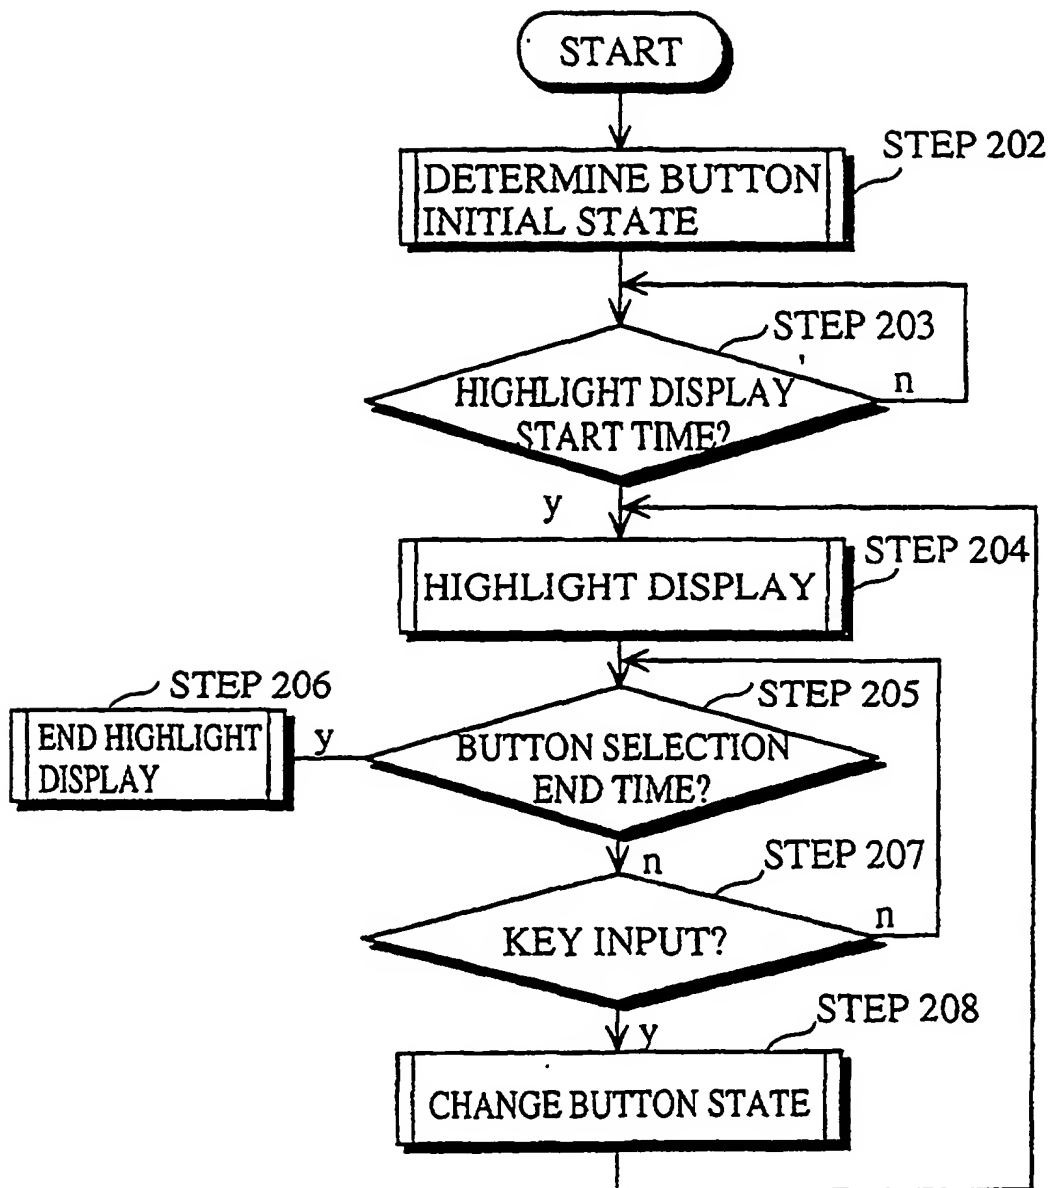 START
STEP 202
DETERMINE BUTTON
INITIAL STATE
STEP 203
HIGHLIGHT DISPLAY
START TIME?
n
y
STEP 204
HIGHLIGHT DISPLAY
STEP 206
END HIGHLIGHT
DISPLAY
y
STEP 205
BUTTON SELECTION
END TIME?
n
STEP 207
KEY INPUT?
n
y
STEP 208
CHANGE BUTTON STATE